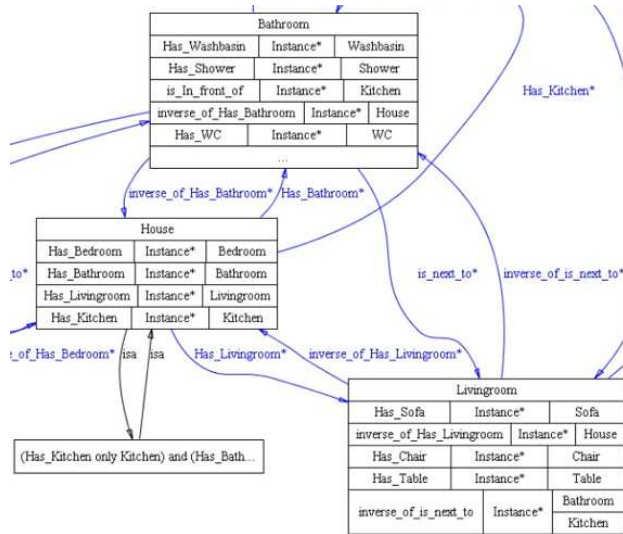 Bathroom
Has_Washbasin Instance* Washbasin
Has_Shower Instance* Shower
is_In_front_of Instance* Kitchen
inverse_of_Has_Bathroom Instance* House
Has_WC Instance* WC
...
Has_Kitchen*
inverse_of_Has_Bathroom* Has_Bathroom*
House
Has_Bedroom Instance* Bedroom
Has_Bathroom Instance* Bathroom
Has_Livingroom Instance* Livingroom
Has_Kitchen Instance* Kitchen
_to*
is_next_to* inverse_of_is_next_to*
e_of_Has_Bedroom* isa isa Has_Livingroom* inverse_of_Has_Livingroom*
(Has_Kitchen only Kitchen) and (Has_Bath...
Livingroom
Has_Sofa Instance* Sofa
inverse_of_Has_Livingroom Instance* House
Has_Chair Instance* Chair
Has_Table Instance* Table
inverse_of_is_next_to Instance* Bathroom
Kitchen